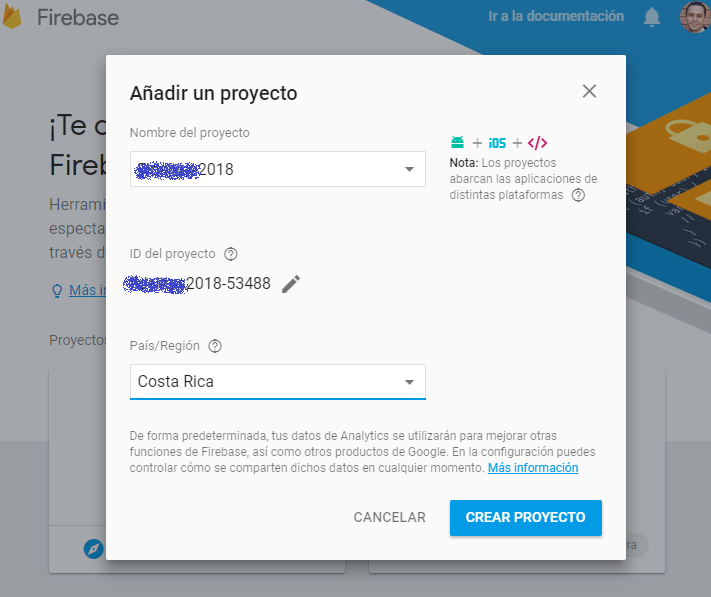 Firebase
Ir a la documentación
Añadir un proyecto
¡Te
Fireb
Herrami
especta
través d
Más in
Proyectos
Nombre del proyecto
2018
+ iOS + </>
Nota: Los proyectos
abarcan las aplicaciones de
distintas plataformas
ID del proyecto
2018-53488
País/Región
Costa Rica
De forma predeterminada, tus datos de Analytics se utilizarán para mejorar otras
funciones de Firebase, así como otros productos de Google. En la configuración puedes
controlar cómo se comparten dichos datos en cualquier momento. Más información
CANCELAR
CREAR PROYECTO
ra